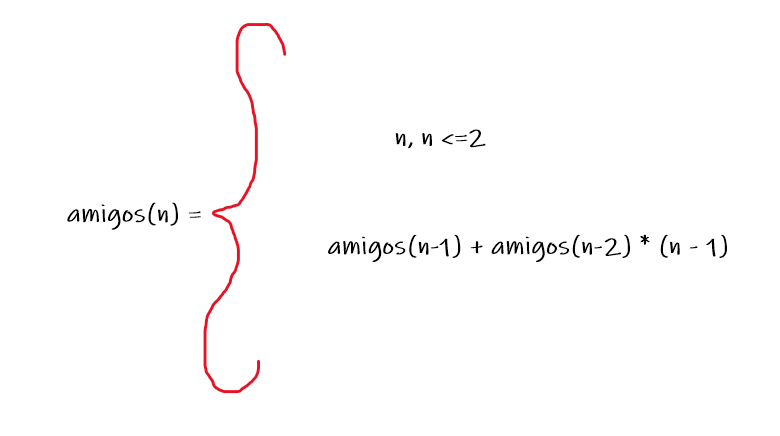 n, n <=2
amigos(n) =
amigos(n-1) + amigos(n-2) * (n - 1)